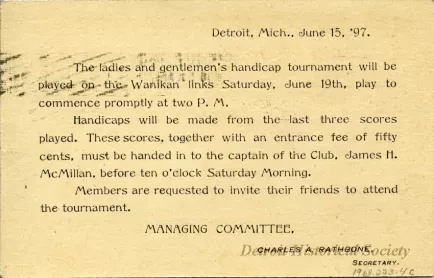 Detroit, Mich., June 15, '97.
The ladies and gentlemen's handicap tournament will be
played on the Wanikan links Saturday, June 19th, play to
commence promptly at two P. M.
Handicaps will be made from the last three scores
played. These scores, together with an entrance fee of fifty
cents, must be handed in to the captain of the Club, James H.
McMillan, before ten o'clock Saturday Morning.
Members are requested to invite their friends to attend
the tournament.
MANAGING COMMITTEE,
Detroit Historical Society
CHARLES A. RATHBONE,
SECRETARY.